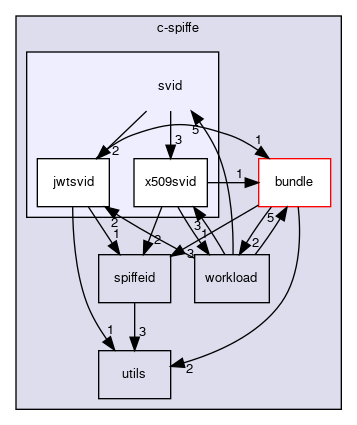 c-spiffe
svid
5
3
2
1
jwtsvid
x509svid
1
bundle
2
1
2
3
1
3
5
2
spiffeid
workload
1
3
2
utils